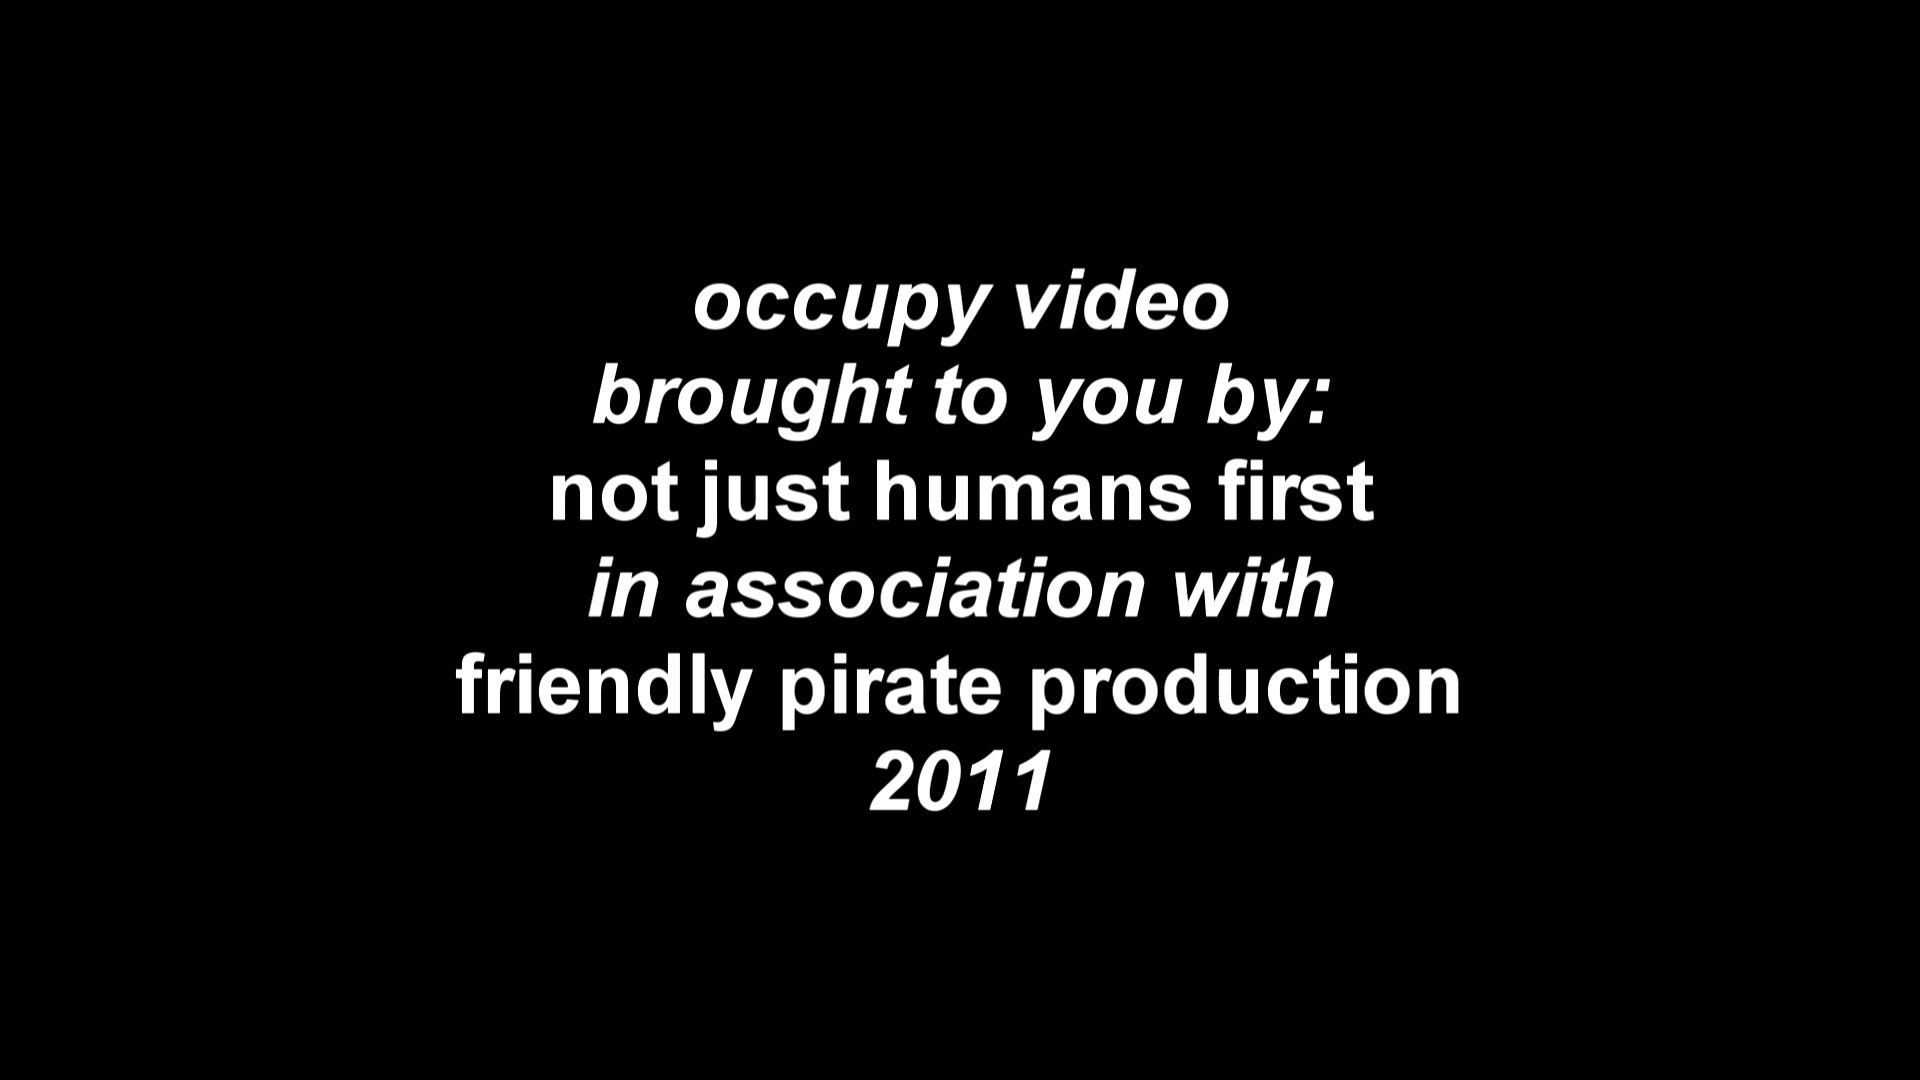 occupy video
brought to you by:
not just humans first
in association with
friendly pirate production
2011